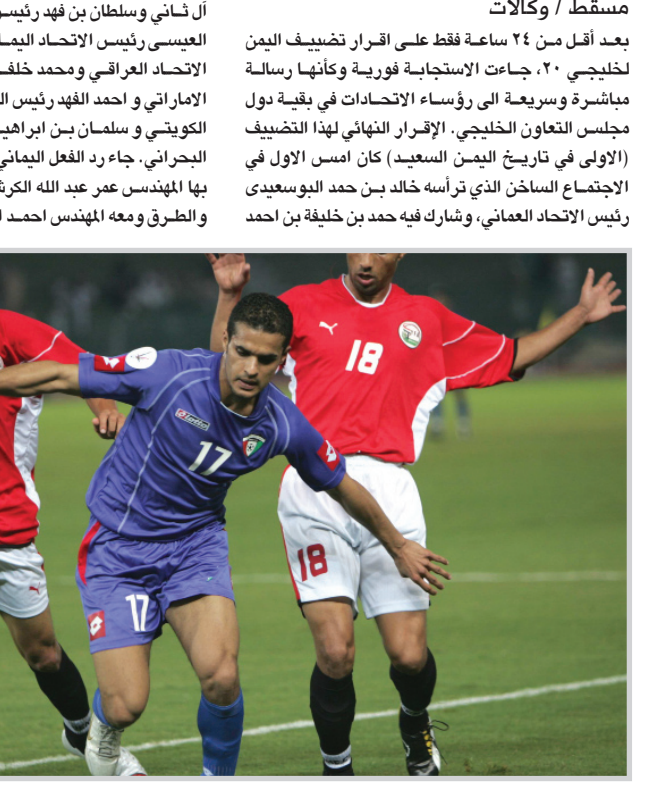 مسقط / وكالات
بعد أقل من ٢٤ ساعة فقط على اقرار تضييف اليمن
لخليجي ٢٠، جاءت الاستجابة فورية وكأنها رسالة
مباشرة وسريعة الى رؤساء الاتحادات في بقية دول
مجلس التعاون الخليجي. الإقرار النهائي لهذا التضييف
(الاولى في تاريخ اليمن السعيد) كان امس الاول في
الاجتماع الساخن الذي ترأسه خالد بن حمد البوسعيدى
رئيس الاتحاد العماني، وشارك فيه حمد بن خليفة بن احمد
آل ثاني وسلطان بن فهد رئيس
العيسى رئيس الاتحاد
الاتحاد العراقي ومحمد خلف
الاماراتي و احمد الفهد رئيس
الكويتي و سلمان بن
البحراني. جاء رد الفعل اليماني
بها المهندس عمر عبد الله
والطرق ومعه المهندس احمد
18
17
18
17